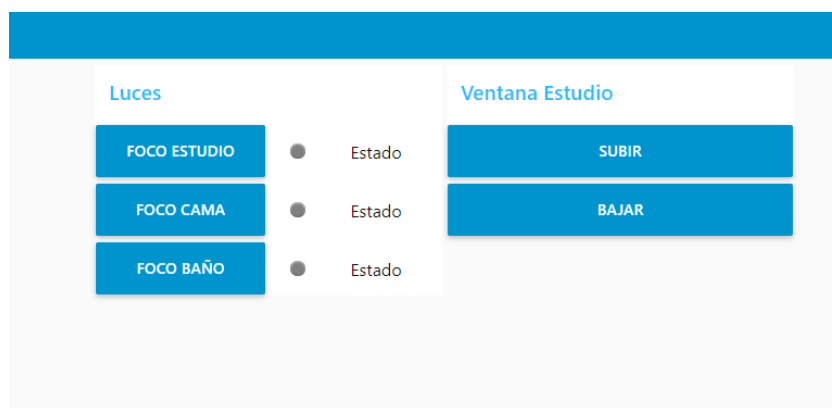 Luces
FOCO ESTUDIO Estado
FOCO CAMA Estado
FOCO BAÑO Estado
Ventana Estudio
SUBIR
BAJAR